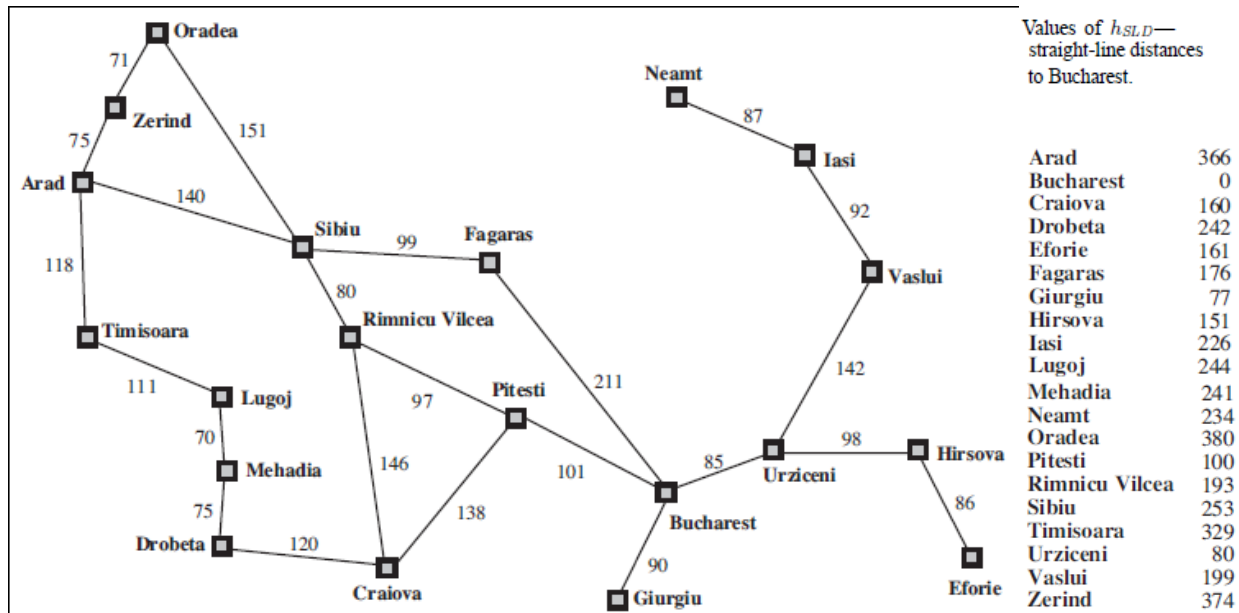 Oradea
71
Neamt
87
Zerind
151
75
Iasi
Arad
140
92
Sibiu
99
Fagaras
118
Vaslui
80
Timisoara
Rimnicu Vilcea
142
111
Lugoj
97
Pitesti
211
70
98
Hirsova
146
85
Urziceni
Mehadia
101
86
75
138
Bucharest
Drobeta
120
90
Craiova
Giurgiu
Eforie
Values of hSLD—
straight-line distances
to Bucharest.
Arad 366
Bucharest 0
Craiova 160
Drobeta 242
Eforie 161
Fagaras 176
Giurgiu 77
Hirsova 151
Iasi 226
Lugoj 244
Mehadia 241
Neamt 234
Oradea 380
Pitesti 100
Rimnicu Vilcea 193
Sibiu 253
Timisoara 329
Urziceni 80
Vaslui 199
Zerind 374